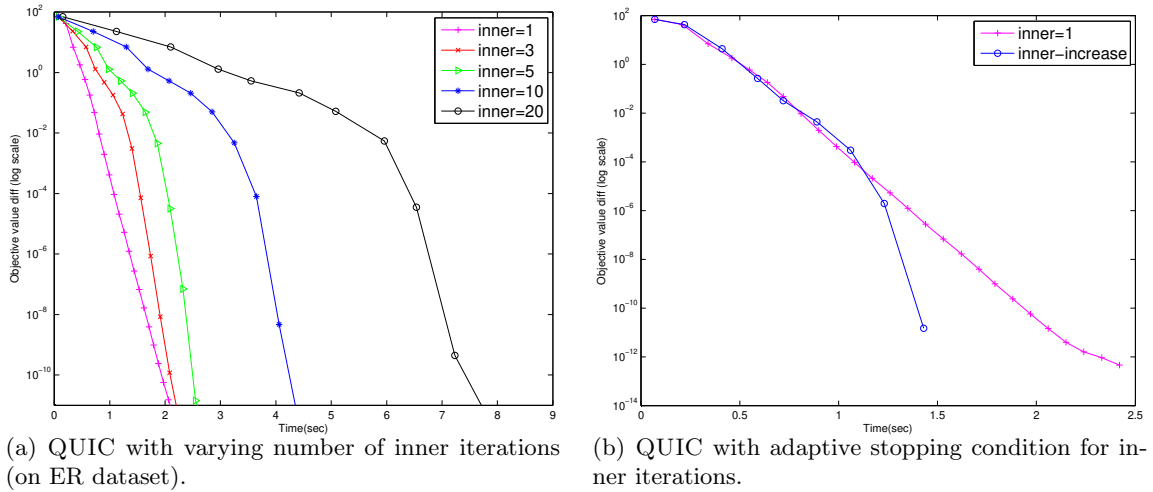 10^2
10^0
10^-2
10^-4
10^-6
10^-8
10^-10
Objective value diff (log scale)
0 1 2 3 4 5 6 7 8 9
Time(sec)
inner=1
inner=3
inner=5
inner=10
inner=20
(a) QUIC with varying number of inner iterations
(on ER dataset).
10^2
10^0
10^-2
10^-4
10^-6
10^-8
10^-10
10^-12
10^-14
Objective value diff (log scale)
0 0.5 1 1.5 2 2.5
Time(sec)
inner=1
inner-increase
(b) QUIC with adaptive stopping condition for in-
ner iterations.